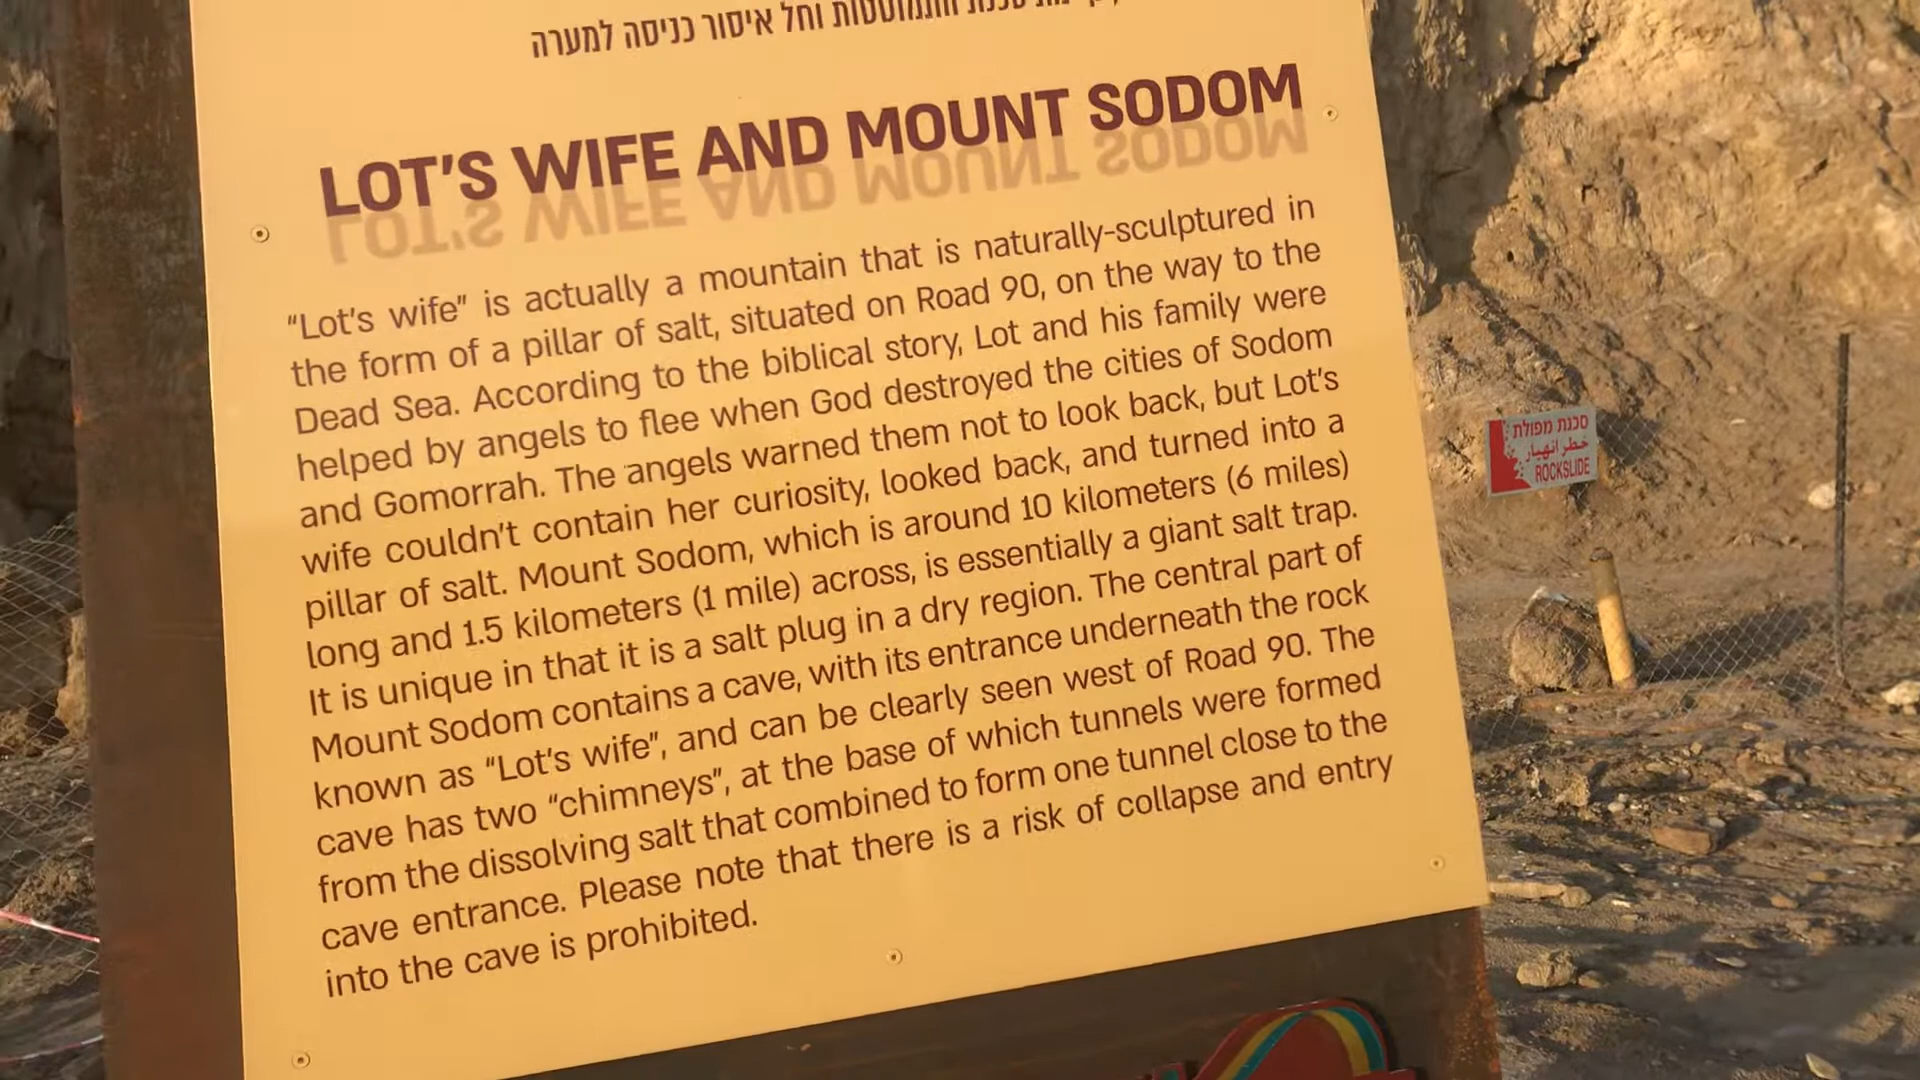 וחל איסור כניסה למערה
LOT'S WIFE AND MOUNT SODOM
"Lot's wife" is actually a mountain that is naturally-sculptured in
the form of a pillar of salt, situated on Road 90, on the way to the
Dead Sea. According to the biblical story, Lot and his family were
helped by angels to flee when God destroyed the cities of Sodom
and Gomorrah. The angels warned them not to look back, but Lot's
wife couldn't contain her curiosity, looked back, and turned into a
pillar of salt. Mount Sodom, which is around 10 kilometers (6 miles)
long and 1.5 kilometers (1 mile) across, is essentially a giant salt trap.
It is unique in that it is a salt plug in a dry region. The central part of
Mount Sodom contains a cave, with its entrance underneath the rock
known as "Lot's wife", and can be clearly seen west of Road 90. The
cave has two "chimneys", at the base of which tunnels were formed
from the dissolving salt that combined to form one tunnel close to the
cave entrance. Please note that there is a risk of collapse and entry
into the cave is prohibited.
סכנת מפולת
خطر انهيار
ROCKSLIDE